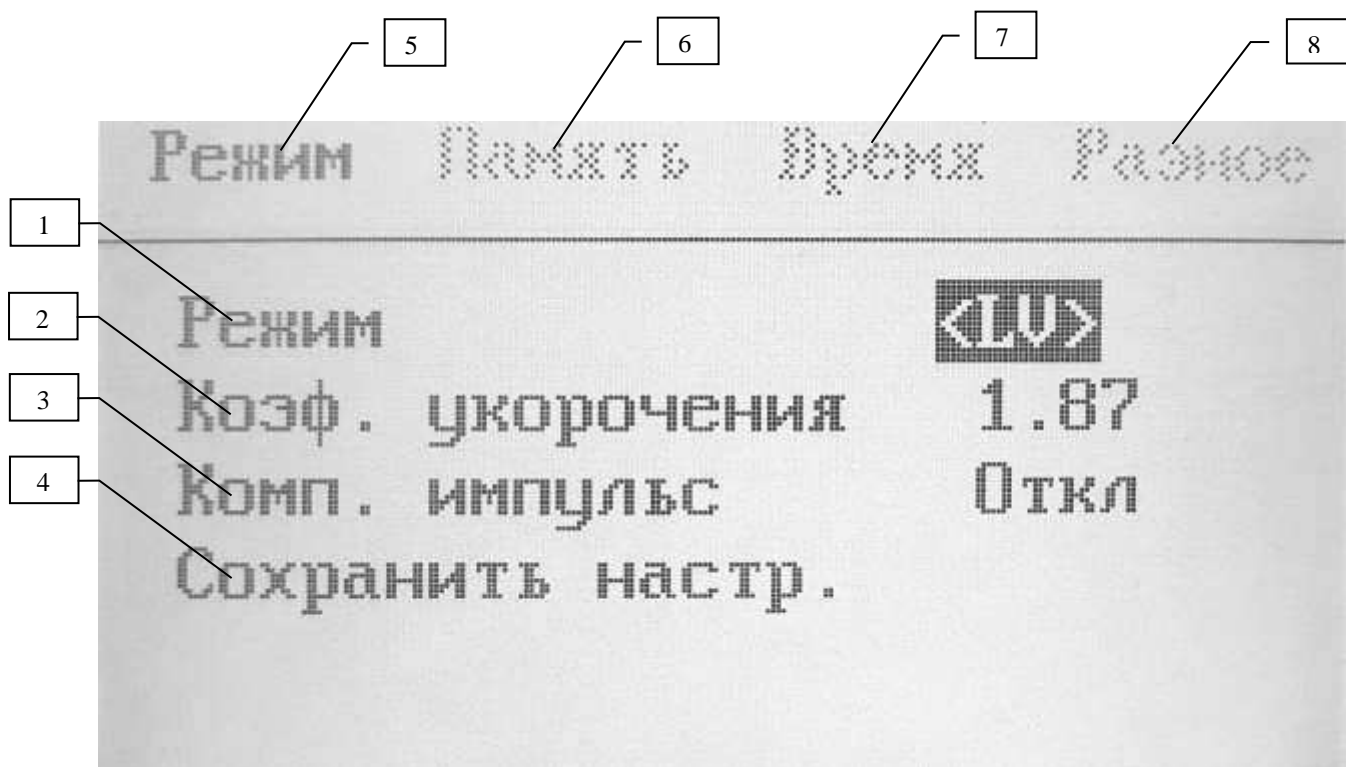 5 6 7 8
Режим Память Время Разное
1
Режим <LV>
2
Коэф. укорочения 1.87
3
Комп. импульс Откл
4
Сохранить настр.